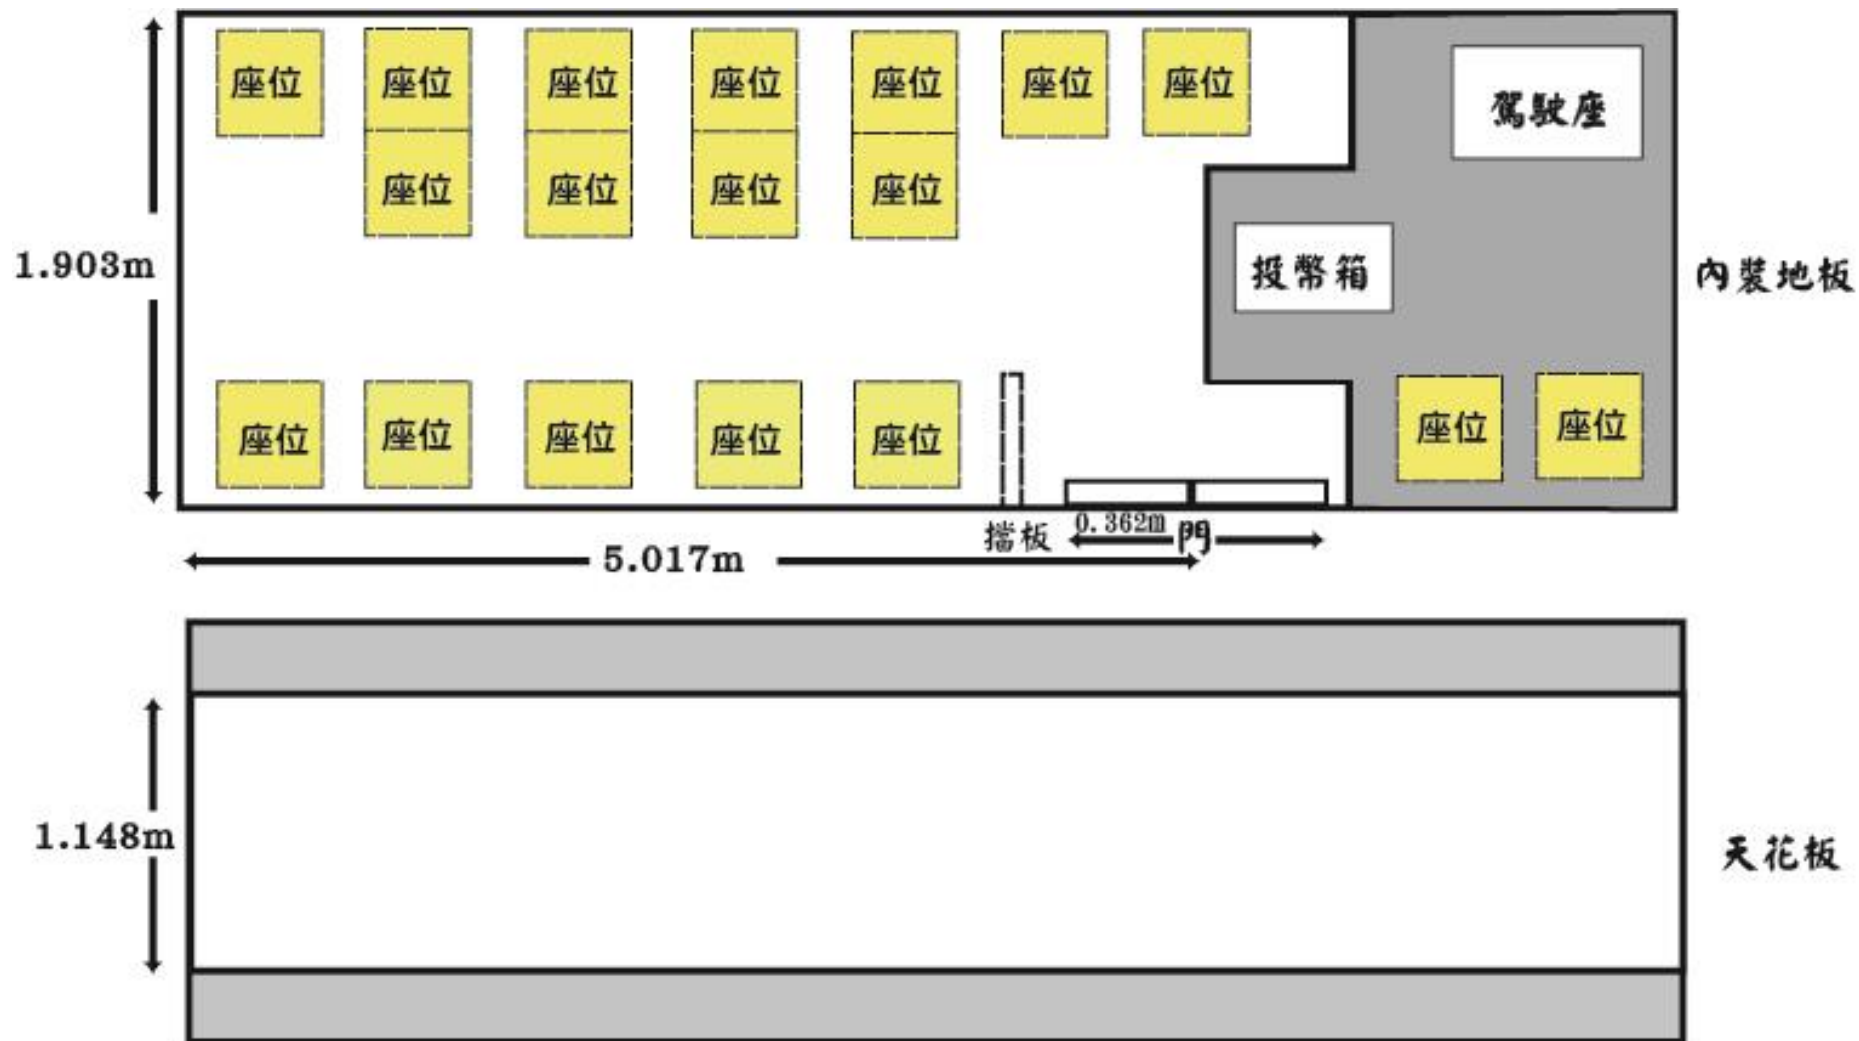 座位 座位 座位 座位 座位 座位 座位
駕駛座
座位 座位 座位 座位
1.903m
投幣箱
內裝地板
座位 座位 座位 座位 座位 座位 座位
擋板 0.362m 門
5.017m
1.148m
天花板